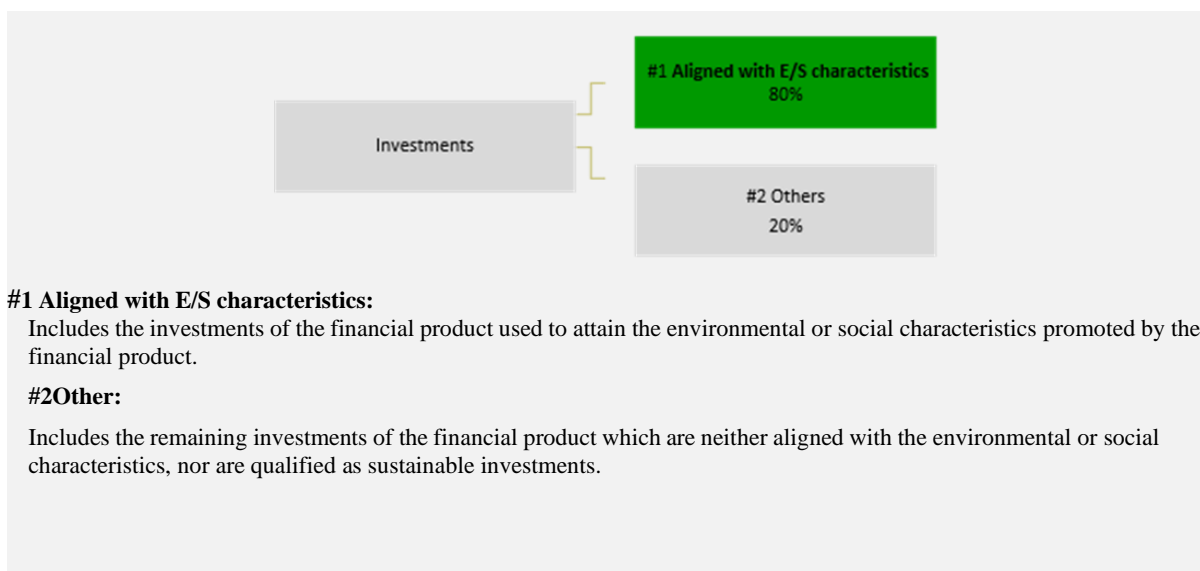 #1 Aligned with E/S characteristics
80%
Investments
#2 Others
20%
#1 Aligned with E/S characteristics:
Includes the investments of the financial product used to attain the environmental or social characteristics promoted by the
financial product.
#2Other:
Includes the remaining investments of the financial product which are neither aligned with the environmental or social
characteristics, nor are qualified as sustainable investments.